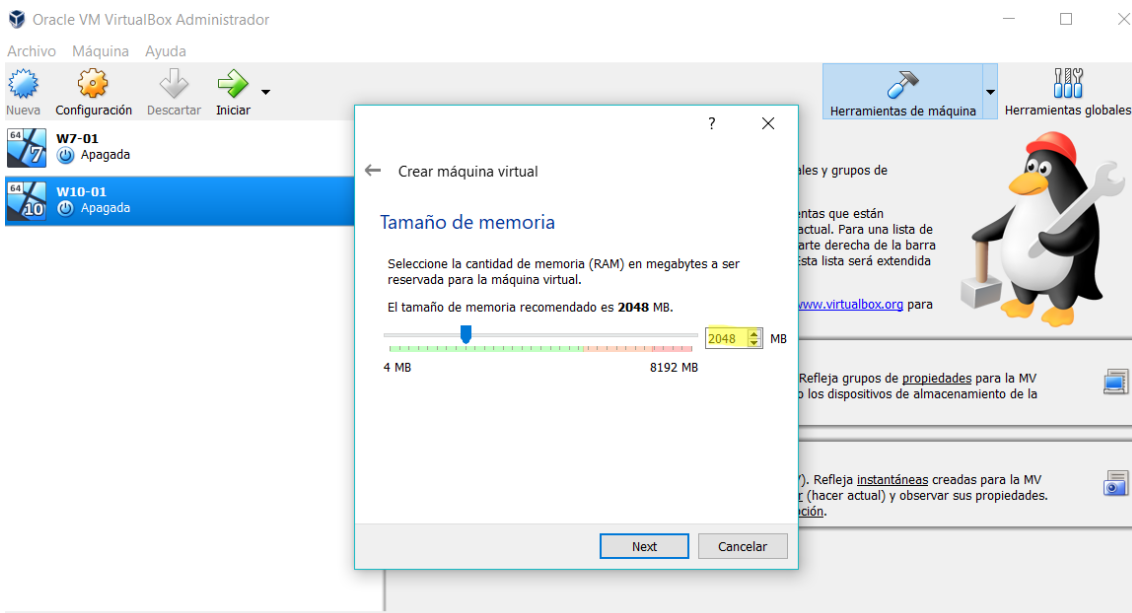 Oracle VM VirtualBox Administrador
Archivo Máquina Ayuda
Nueva Configuración Descartar Iniciar
Herramientas de máquina Herramientas globales
64 7 W7-01
Apagada
64 10 W10-01
Apagada
? ×
← Crear máquina virtual
Tamaño de memoria
Seleccione la cantidad de memoria (RAM) en megabytes a ser
reservada para la máquina virtual.
El tamaño de memoria recomendado es 2048 MB.
2048 MB
4 MB 8192 MB
Next Cancelar
ales y grupos de
entas que están
actual. Para una lista de
arte derecha de la barra
Esta lista será extendida
www.virtualbox.org para
Refleja grupos de propiedades para la MV
o los dispositivos de almacenamiento de la
). Refleja instantáneas creadas para la MV
r (hacer actual) y observar sus propiedades.
pción.